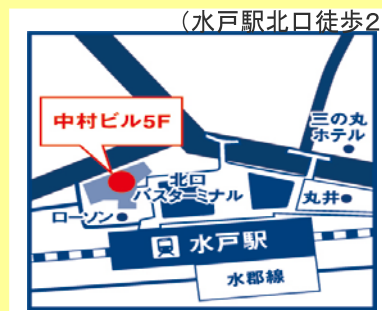 (水戸駅北口徒歩2
中村ビル5F
三の丸
ホテル
北口
バスターミナル
丸井
ローソン
水戸駅
水郡線